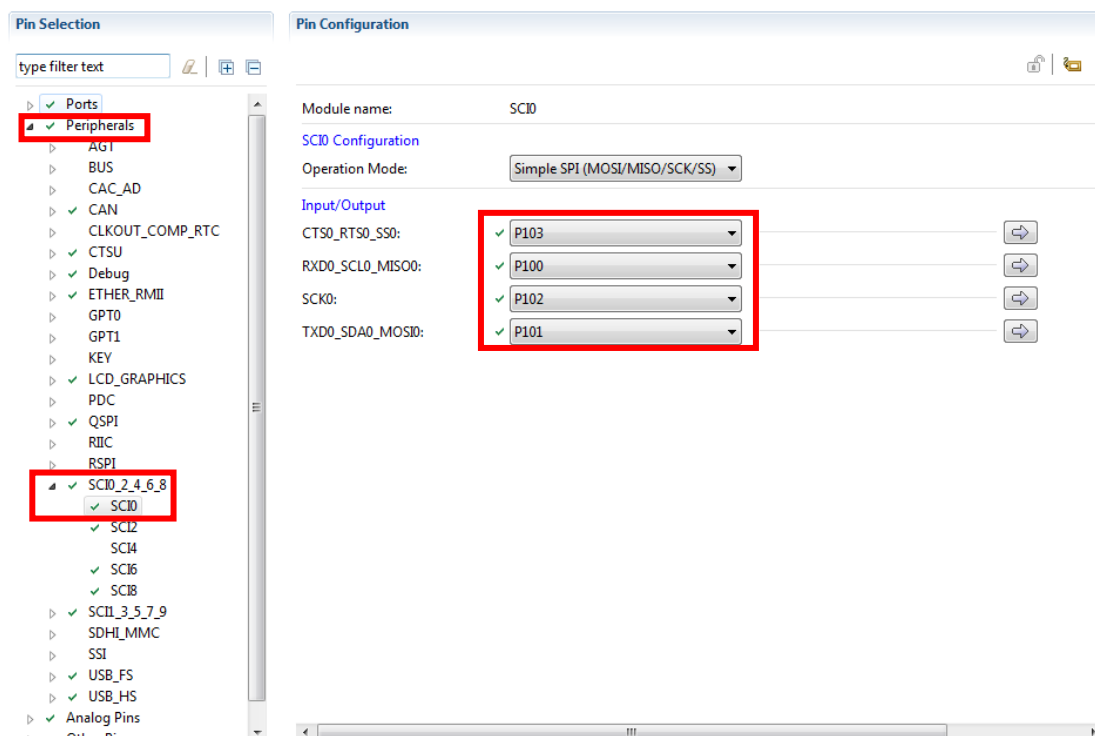 Pin Selection
type filter text
Ports
Peripherals
AGT
BUS
CAC_AD
CAN
CLKOUT_COMP_RTC
CTSU
Debug
ETHER_RMII
GPT0
GPT1
KEY
LCD_GRAPHICS
PDC
QSPI
RIIC
RSPI
SCI0_2_4_6_8
SCI0
SCI2
SCI4
SCI6
SCI8
SCI1_3_5_7_9
SDHI_MMC
SSI
USB_FS
USB_HS
Analog Pins
Pin Configuration
Module name: SCI0
SCI0 Configuration
Operation Mode: Simple SPI (MOSI/MISO/SCK/SS)
Input/Output
CTS0_RTS0_SS0: P103
RXD0_SCL0_MISO0: P100
SCK0: P102
TXD0_SDA0_MOSI0: P101